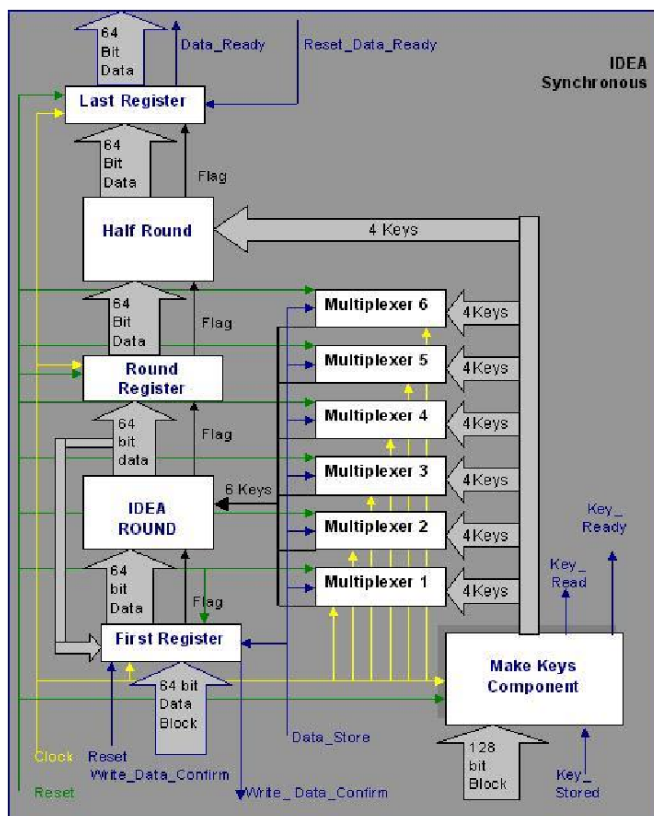 64
Bit
Data
Data_Ready
Reset_Data_Ready
IDEA
Synchronous
Last Register
64
Bit
Data
Flag
Half Round
4 Keys
64
Bit
Data
Flag
Multiplexer 6
4 Keys
Round
Register
Multiplexer 5
4 Keys
64
bit
data
Flag
Multiplexer 4
4 Keys
IDEA
ROUND
6 Keys
Multiplexer 3
4 Keys
Multiplexer 2
4 Keys
Key_
Ready
64
bit
Data
Flag
Multiplexer 1
4 Keys
Key_
Read
First Register
Make Keys
Component
64 bit
Data
Block
Clock
Reset
Write_Data_Confirm
Data_Store
128
bit
Block
Key_
Stored
Reset
Write_ Data_Confirm